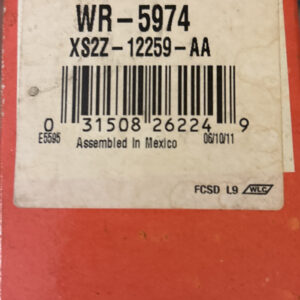 WR-5974
XS2Z-12259-AA
0 31508 26224 9
E5595 Assembled In Mexico 06/10/11
FCSD L9 WLC